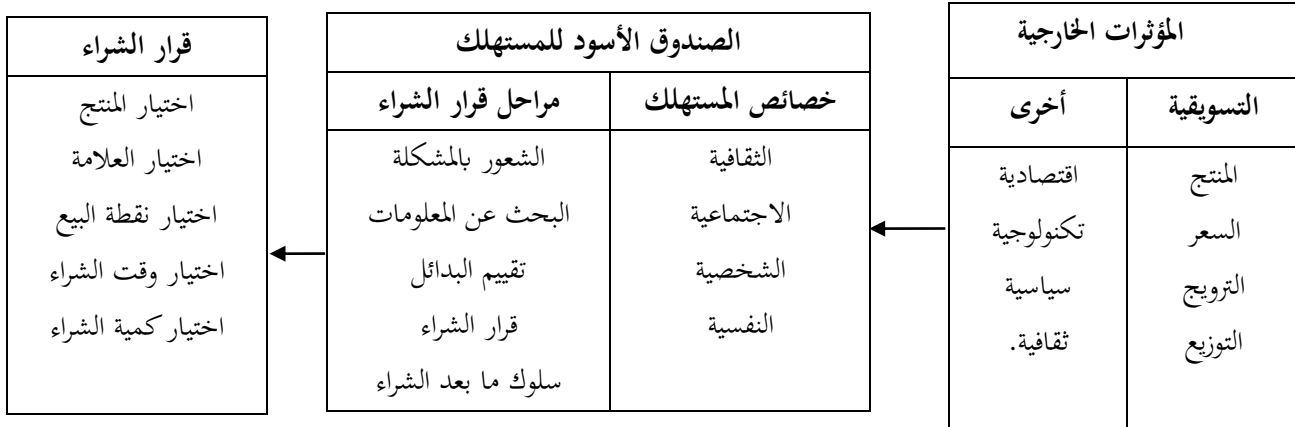 المؤثرات الخارجية
التسويقية
أخرى
المنتج
السعر
الترويج
التوزيع
اقتصادية
تكنولوجية
سياسية
ثقافية.
الصندوق الأسود للمستهلك
خصائص المستهلك
مراحل قرار الشراء
الثقافية
الاجتماعية
الشخصية
النفسية
الشعور بالمشكلة
البحث عن المعلومات
تقييم البدائل
قرار الشراء
سلوك ما بعد الشراء
قرار الشراء
اختيار المنتج
اختيار العلامة
اختيار نقطة البيع
اختيار وقت الشراء
اختيار كمية الشراء